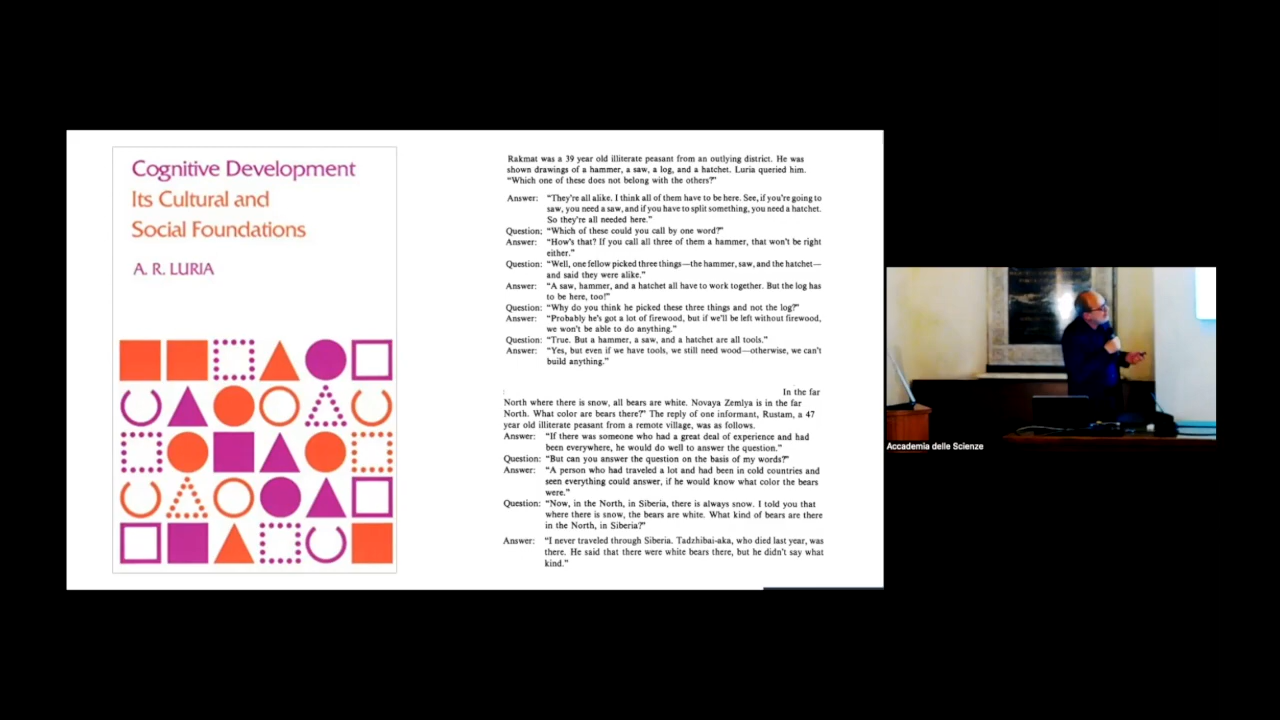 Cognitive Development
Its Cultural and
Social Foundations
A. R. LURIA
Rakmat was a 39 year old illiterate peasant from an outlying district. He was
shown drawings of a hammer, a saw, a log, and a hatchet. Luria queried him.
“Which one of these does not belong with the others?”
Answer: “They're all alike. I think all of them have to be here. See, if you're going to
saw, you need a saw, and if you have to split something, you need a hatchet.
So they're all needed here.”
Question: “Which of these could you call by one word?”
Answer: “How's that? If you call all three of them a hammer, that won't be right
either.”
Question: “Well, one fellow picked three things—the hammer, saw, and the hatchet—
and said they were alike.”
Answer: “A saw, hammer, and a hatchet all have to work together. But the log has
to be here, too!”
Question: “Why do you think he picked these three things and not the log?”
Answer: “Probably he's got a lot of firewood, but if we'll be left without firewood,
we won't be able to do anything.”
Question: “True. But a hammer, a saw, and a hatchet are all tools.”
Answer: “Yes, but even if we have tools, we still need wood—otherwise, we can't
build anything.”
In the far
North where there is snow, all bears are white. Novaya Zemlya is in the far
North. What color are bears there?” The reply of one informant, Rustam, a 47
year old illiterate peasant from a remote village, was as follows.
Answer: “If there was someone who had a great deal of experience and had
been everywhere, he would do well to answer the question.”
Question: “But can you answer the question on the basis of my words?”
Answer: “A person who had traveled a lot and had been in cold countries and
seen everything could answer, if he would know what color the bears
were.”
Question: “Now, in the North, in Siberia, there is always snow. I told you that
where there is snow, the bears are white. What kind of bears are there
in the North, in Siberia?”
Answer: “I never traveled through Siberia. Tadzhibai-aka, who died last year, was
there. He said that there were white bears there, but he didn't say what
kind.”
Accademia delle Scienze